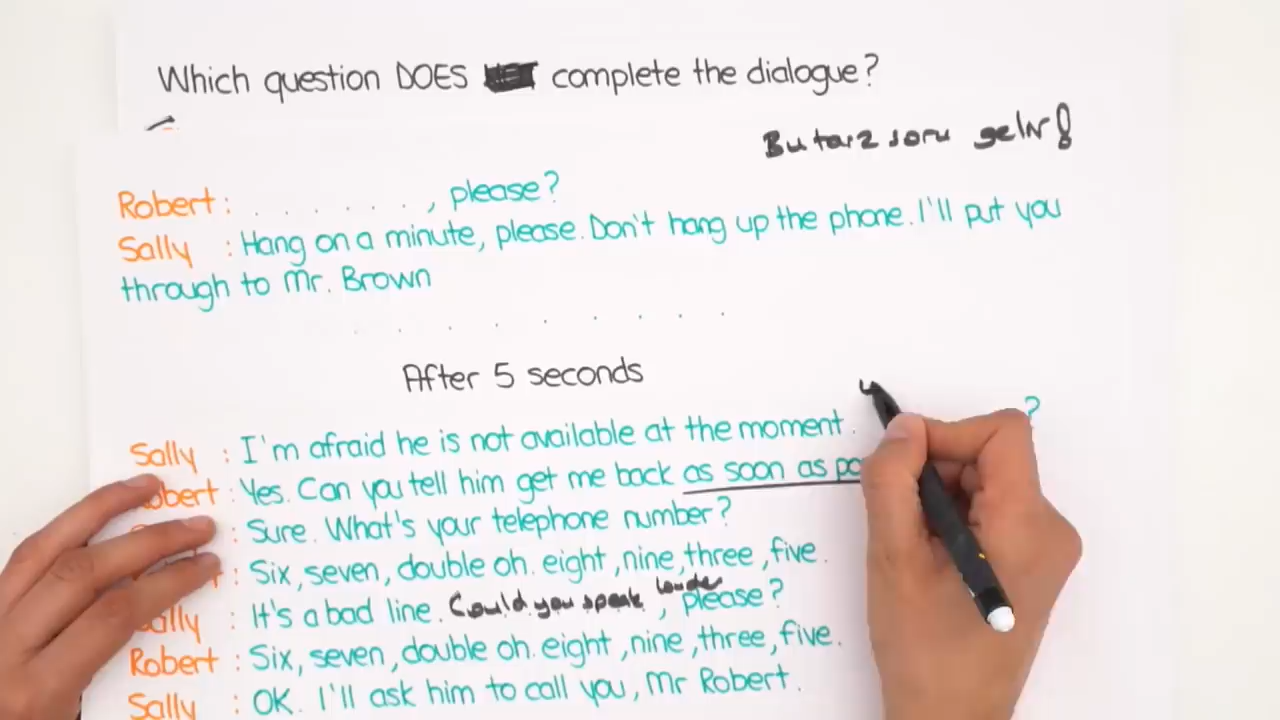 Which question DOES complete the dialogue?
Bu tarz soru gelir!
Robert: . . . . . . . , please?
Sally : Hang on a minute, please. Don't hang up the phone. I'll put you
through to Mr. Brown
. . . . . . . . .
After 5 seconds
Sally : I'm afraid he is not available at the moment. ?
Robert : Yes. Can you tell him get me back as soon as
: Sure. What's your telephone number?
: Six, seven, double oh. eight, nine, three, five.
Sally : It's a bad line. Could you speak louder, please?
Robert : Six, seven, double oh. eight, nine, three, five.
Sally : OK. I'll ask him to call you, Mr Robert.